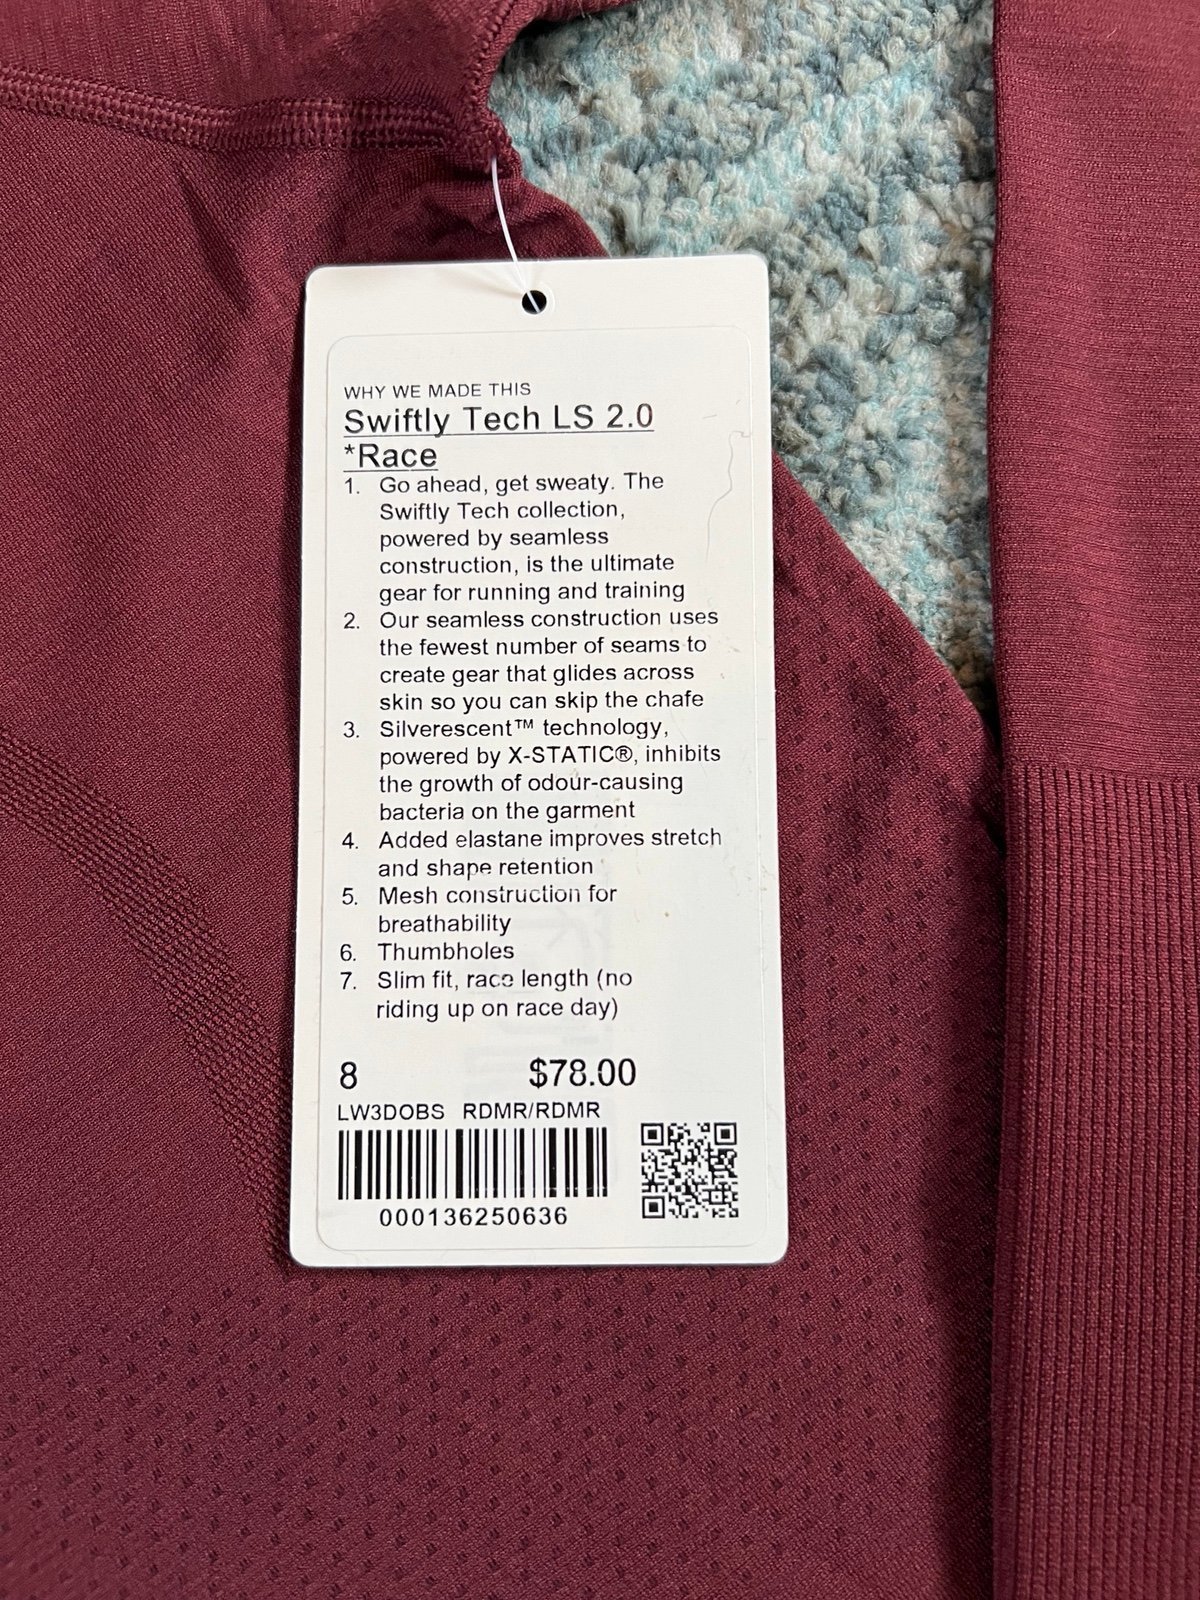 WHY WE MADE THIS
Swiftly Tech LS 2.0
*Race
1. Go ahead, get sweaty. The
Swiftly Tech collection,
powered by seamless
construction, is the ultimate
gear for running and training
2. Our seamless construction uses
the fewest number of seams to
create gear that glides across
skin so you can skip the chafe
3. Silverescent™ technology,
powered by X-STATIC®, inhibits
the growth of odour-causing
bacteria on the garment
4. Added elastane improves stretch
and shape retention
5. Mesh construction for
breathability
6. Thumbholes
7. Slim fit, race length (no
riding up on race day)
8 $78.00
LW3DOBS RDMR/RDMR
000136250636